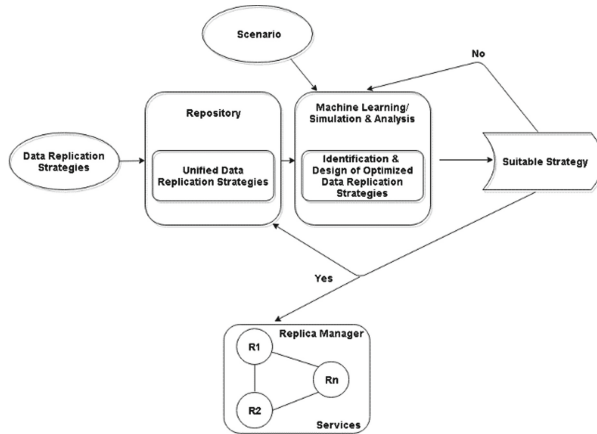 Scenario
No
Repository
Machine Learning/
Simulation & Analysis
Data Replication
Strategies
Unified Data
Replication Strategies
Identification &
Design of Optimized
Data Replication
Strategies
Suitable Strategy
Yes
Replica Manager
R1
Rn
R2
Services